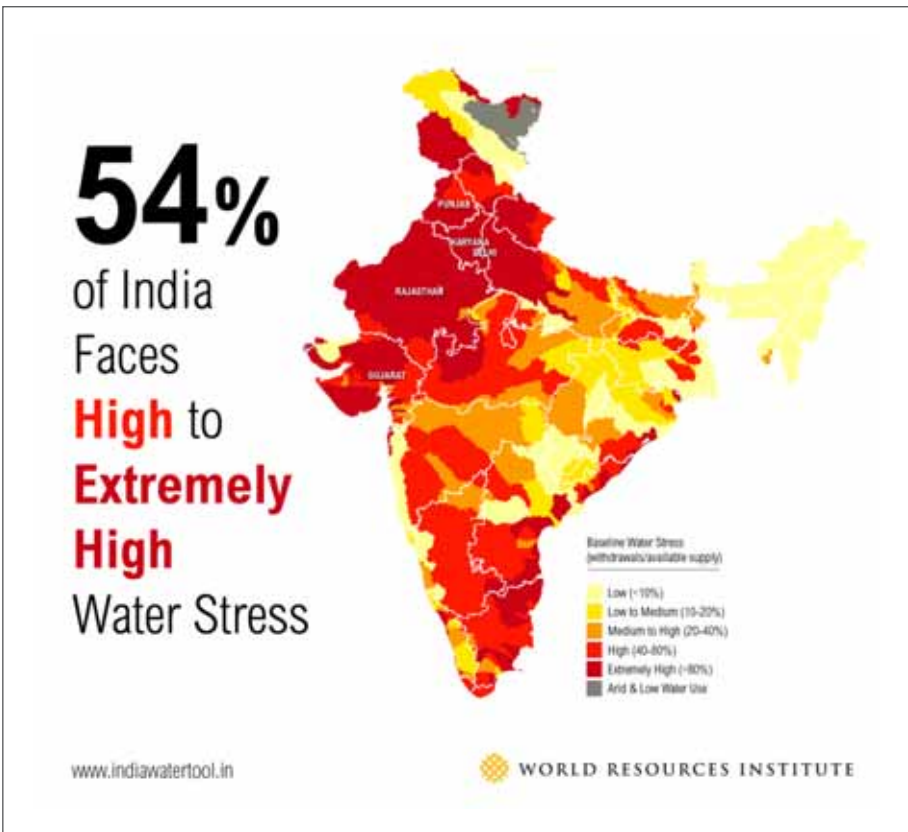 54%
of India
Faces
High to
Extremely
High
Water Stress
PUNJAB
HARYANA
DELHI
RAJASTHAN
GUJARAT
Baseline Water Stress
(withdrawals/available supply)
Low (<10%)
Low to Medium (10-20%)
Medium to High (20-40%)
High (40-80%)
Extremely High (>80%)
Arid & Low Water Use
www.indiawatertool.in
WORLD RESOURCES INSTITUTE